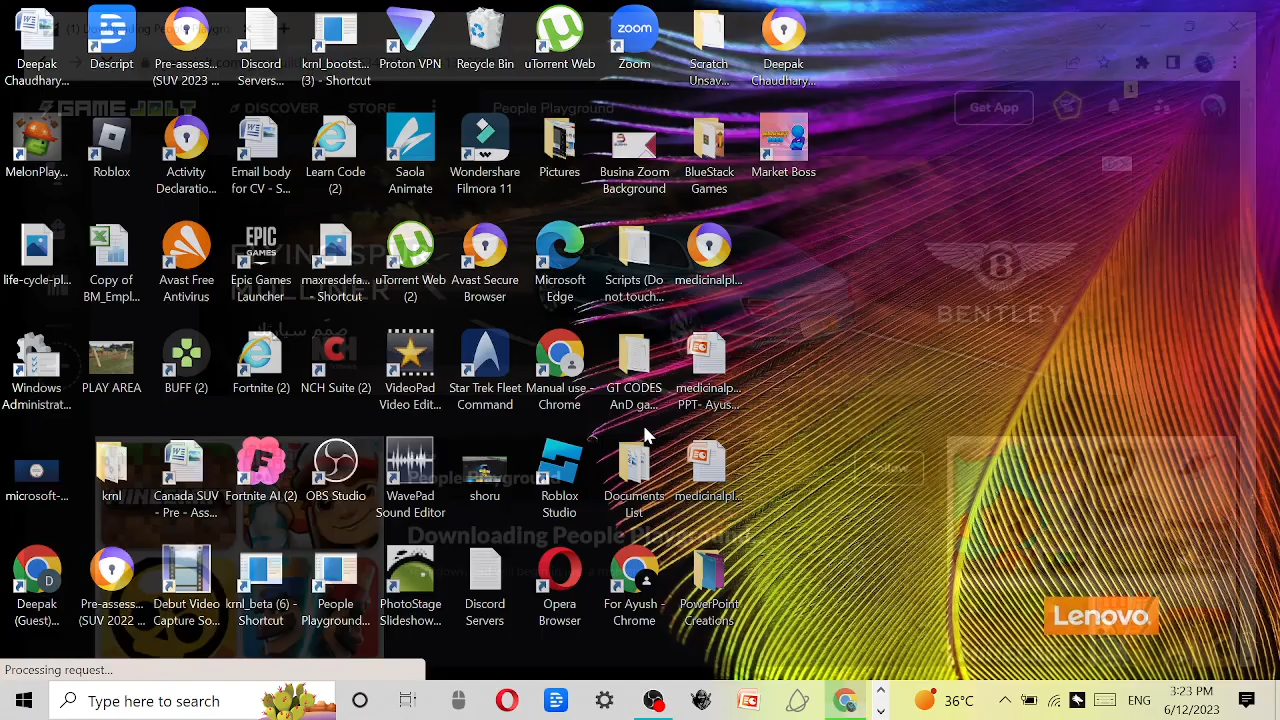 Deepak Chaudhary...
Descript
Pre-assess... (SUV 2023 ...
Discord Servers...
krnl_bootst... (3) - Shortcut
Proton VPN
Recycle Bin
uTorrent Web
zoom
Zoom
Scratch Unsav...
Deepak Chaudhary...
GAME JOLT
DISCOVER
STORE
People Playground
Get App
1
MelonPlay...
Roblox
Activity Declaratio...
Email body for CV - S...
Learn Code (2)
Saola Animate
Wondershare Filmora 11
Pictures
Busina Zoom Background
BlueStack Games
Market Boss
life-cycle-pl...
Copy of BM_Empl...
Avast Free Antivirus
EPIC GAMES
Epic Games Launcher
maxresdefa... - Shortcut
uTorrent Web (2)
Avast Secure Browser
Microsoft Edge
Scripts (Do not touch...
medicinalpl...
BENTLEY
Windows Administrat...
PLAY AREA
BUFF (2)
Fortnite (2)
NCH
NCH Suite (2)
VideoPad Video Edit...
Star Trek Fleet Command
Manual use - Chrome
GT CODES AnD ga...
medicinalp... PPT- Ayus...
microsoft-...
krnl
Canada SUV - Pre - Ass...
Fortnite AI (2)
OBS Studio
WavePad Sound Editor
shoru
Roblox Studio
Documents List
medicinalpl...
Follow
People Playground
Downloading People Playground...
D
Deepak (Guest)...
Pre-assess... (SUV 2022 ...
Debut Video Capture So...
krnl_beta (6) - Shortcut
People Playground...
PhotoStage Slideshow...
Discord Servers
Opera Browser
For Ayush - Chrome
PowerPoint Creations
Lenovo
Processing request...
Type here to search
36°C
ENG
3:23 PM
6/12/2023